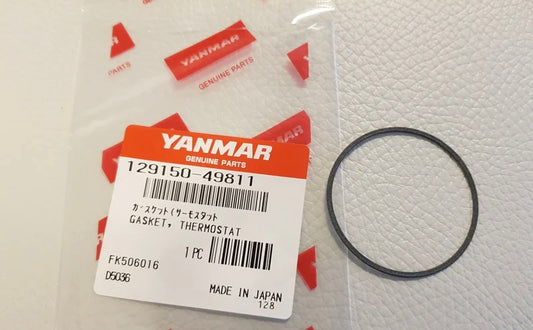 YANMAR
GENUINE PARTS
YANMAR
GENUINE PARTS
129150-49811
ガスケット(サーモスタット
GASKET, THERMOSTAT
1 PC
FK506016
D5036
MADE IN JAPAN
128